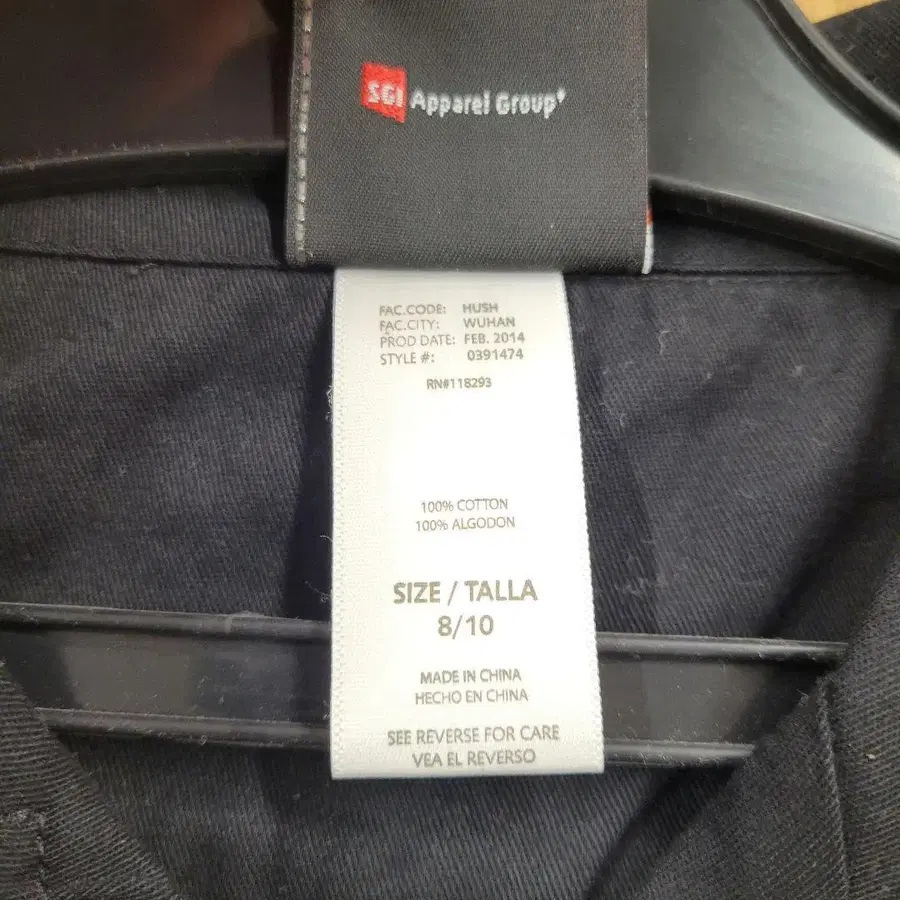 SGI Apparel Group
FAC.CODE: HUSH
FAC.CITY: WUHAN
PROD DATE: FEB. 2014
STYLE #: 0391474
RN#118293
100% COTTON
100% ALGODON
SIZE / TALLA
8/10
MADE IN CHINA
HECHO EN CHINA
SEE REVERSE FOR CARE
VEA EL REVERSO